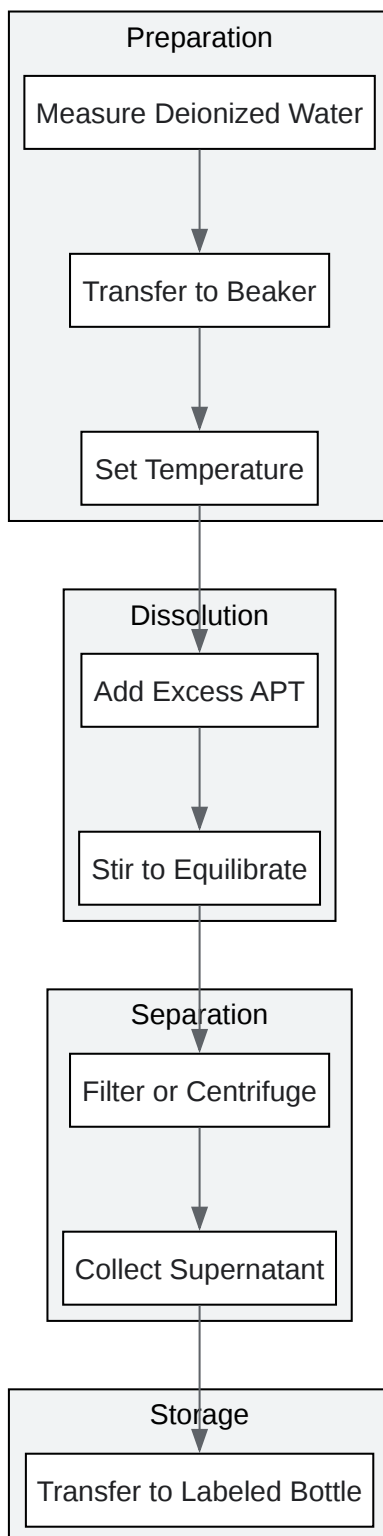 Preparation
Measure Deionized Water
Transfer to Beaker
Set Temperature
Dissolution
Add Excess APT
Stir to Equilibrate
Separation
Filter or Centrifuge
Collect Supernatant
Storage
Transfer to Labeled Bottle